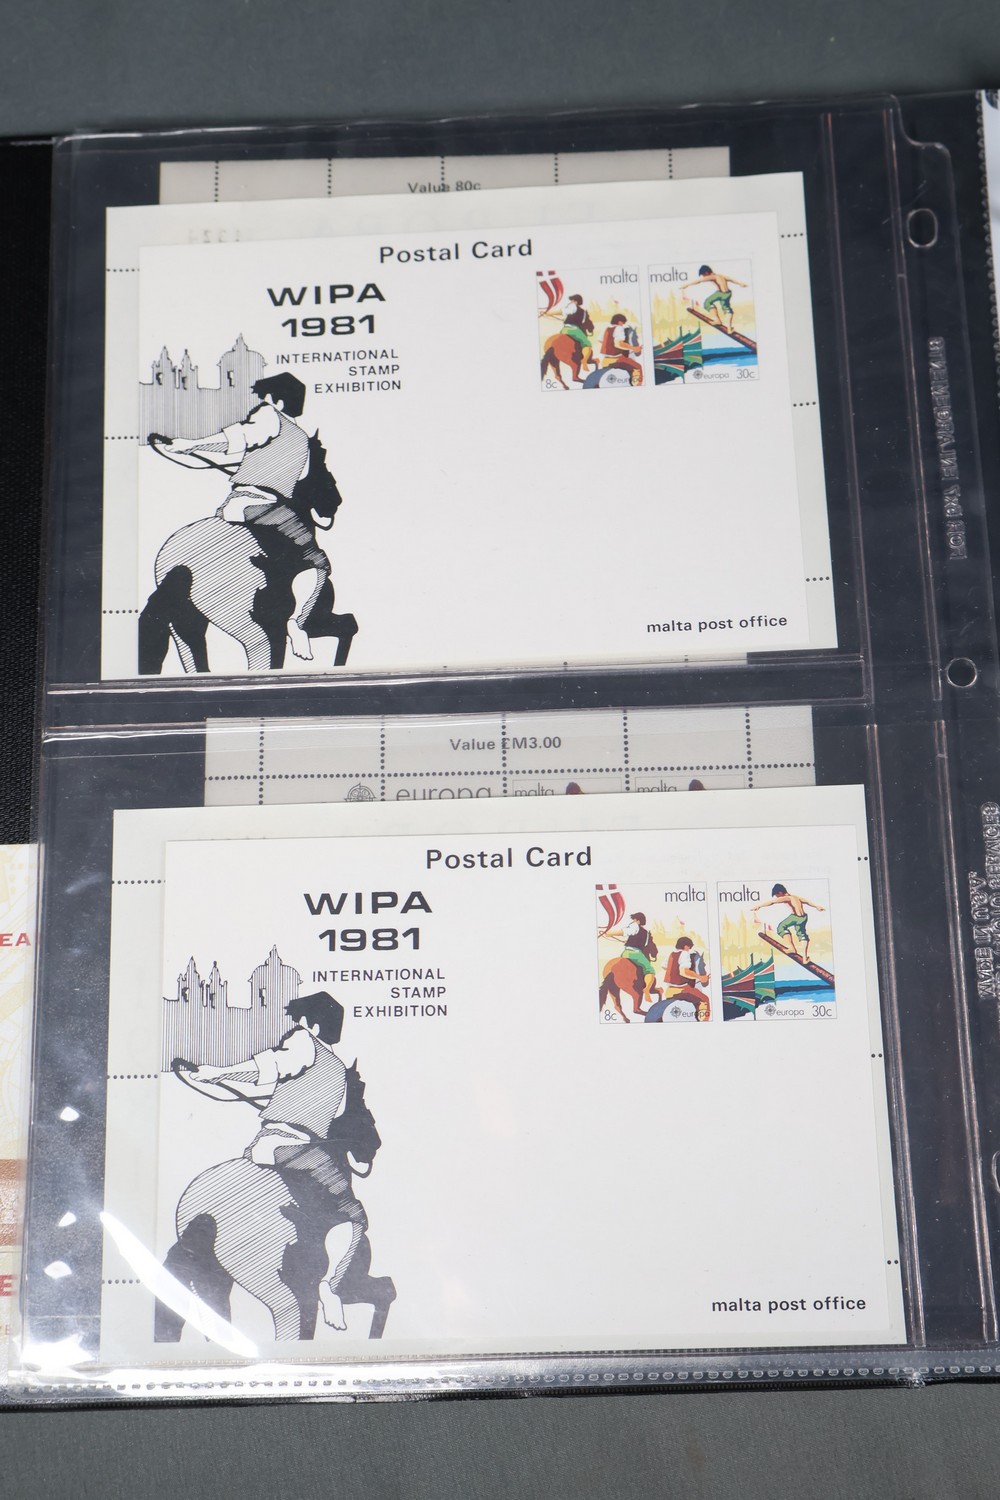 Value 80c
Postal Card
WIPA
1981
INTERNATIONAL
STAMP
EXHIBITION
malta
8c
malta
europa
30c
malta post office
Value £M3.00
europa
malta
malta
Postal Card
WIPA
1981
INTERNATIONAL
STAMP
EXHIBITION
malta
8c
europa
malta
europa
30c
malta post office
EA
E